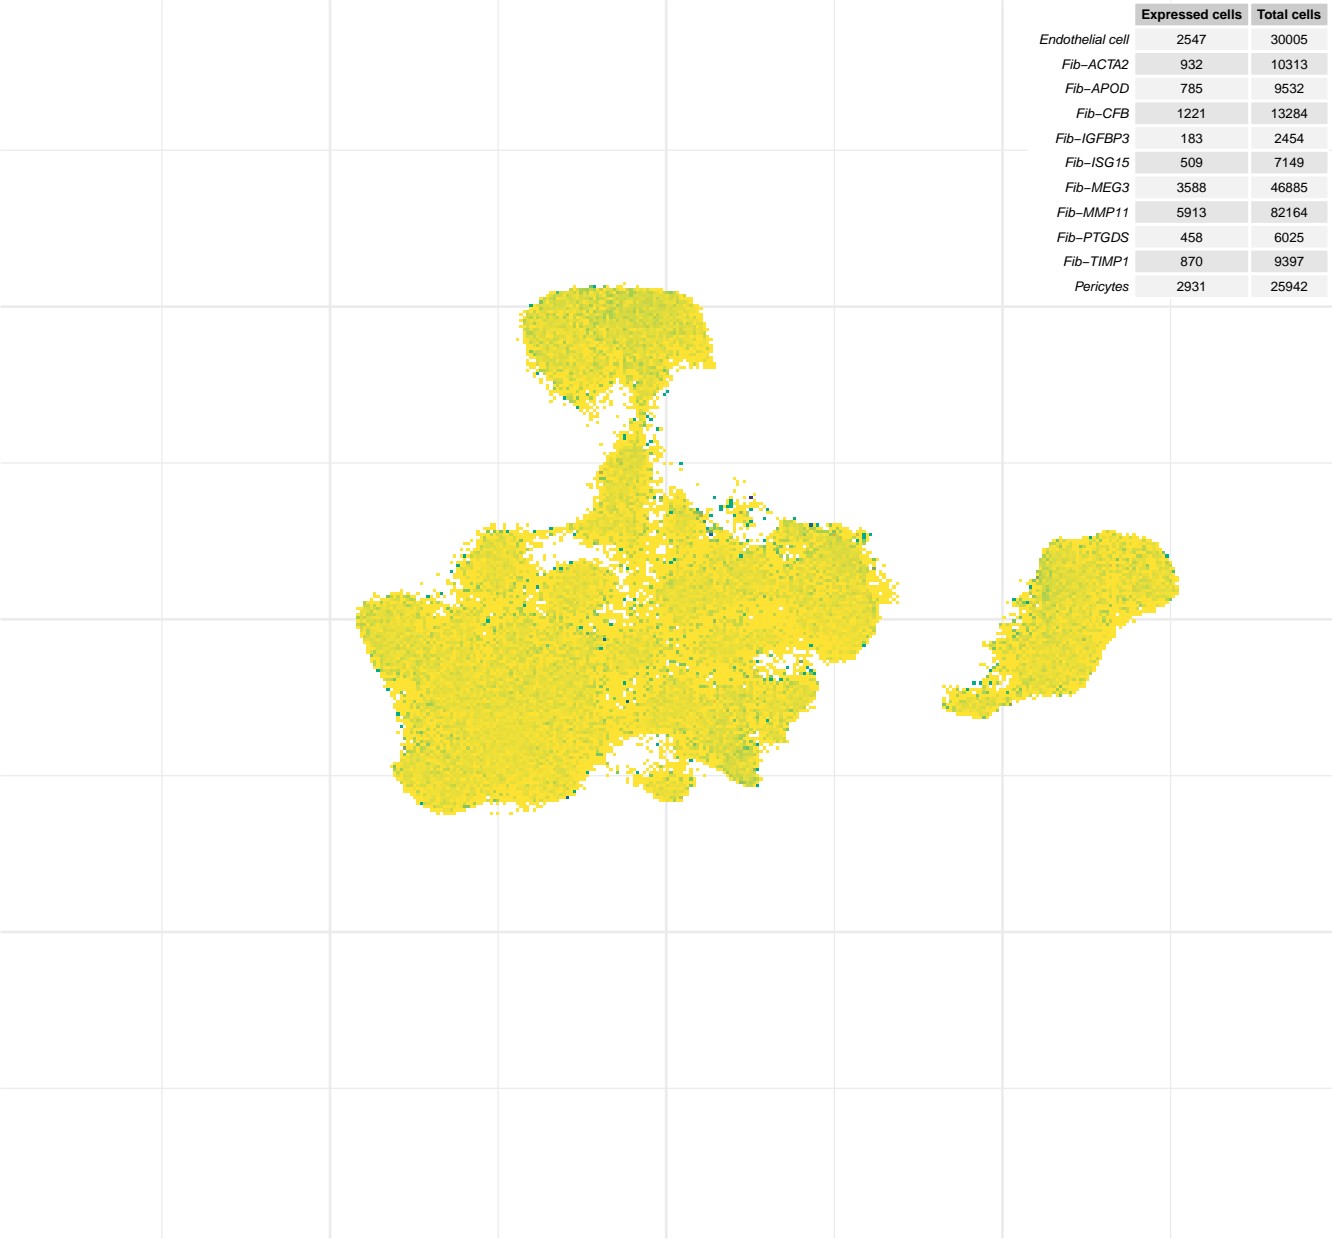 Expressed cells Total cells
Endothelial cell 2547 30005
Fib−ACTA2 932 10313
Fib−APOD 785 9532
Fib−CFB 1221 13284
Fib−IGFBP3 183 2454
Fib−ISG15 509 7149
Fib−MEG3 3588 46885
Fib−MMP11 5913 82164
Fib−PTGDS 458 6025
Fib−TIMP1 870 9397
Pericytes 2931 25942